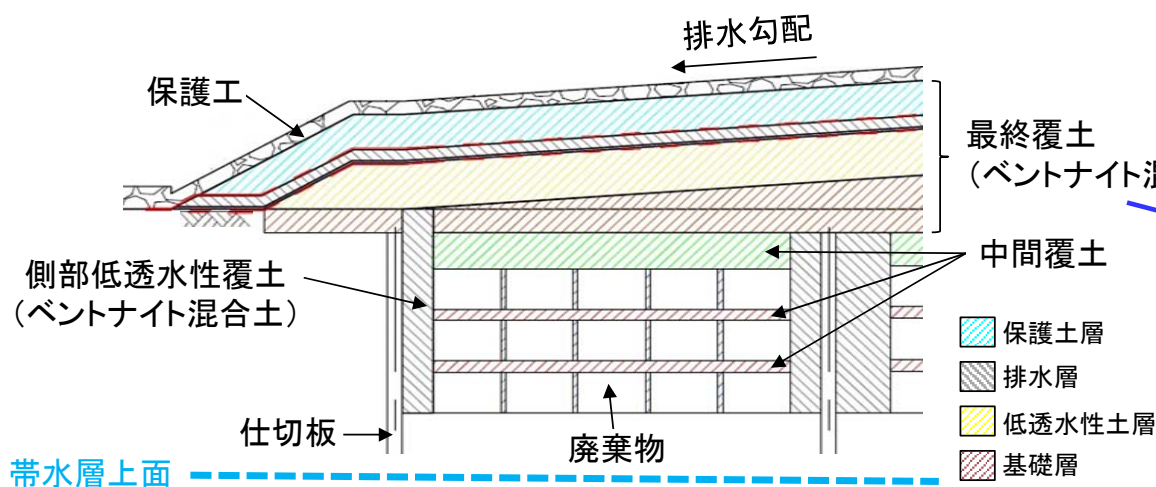 排水勾配
保護工
最終覆土
（ベントナイト混
側部低透水性覆土
（ベントナイト混合土）
中間覆土
保護土層
排水層
低透水性土層
基礎層
仕切板
廃棄物
帯水層上面